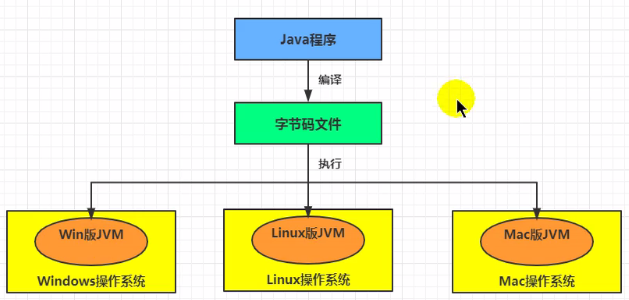 Java程序
编译
字节码文件
执行
Win版JVM
Linux版JVM
Mac版JVM
Windows操作系统
Linux操作系统
Mac操作系统